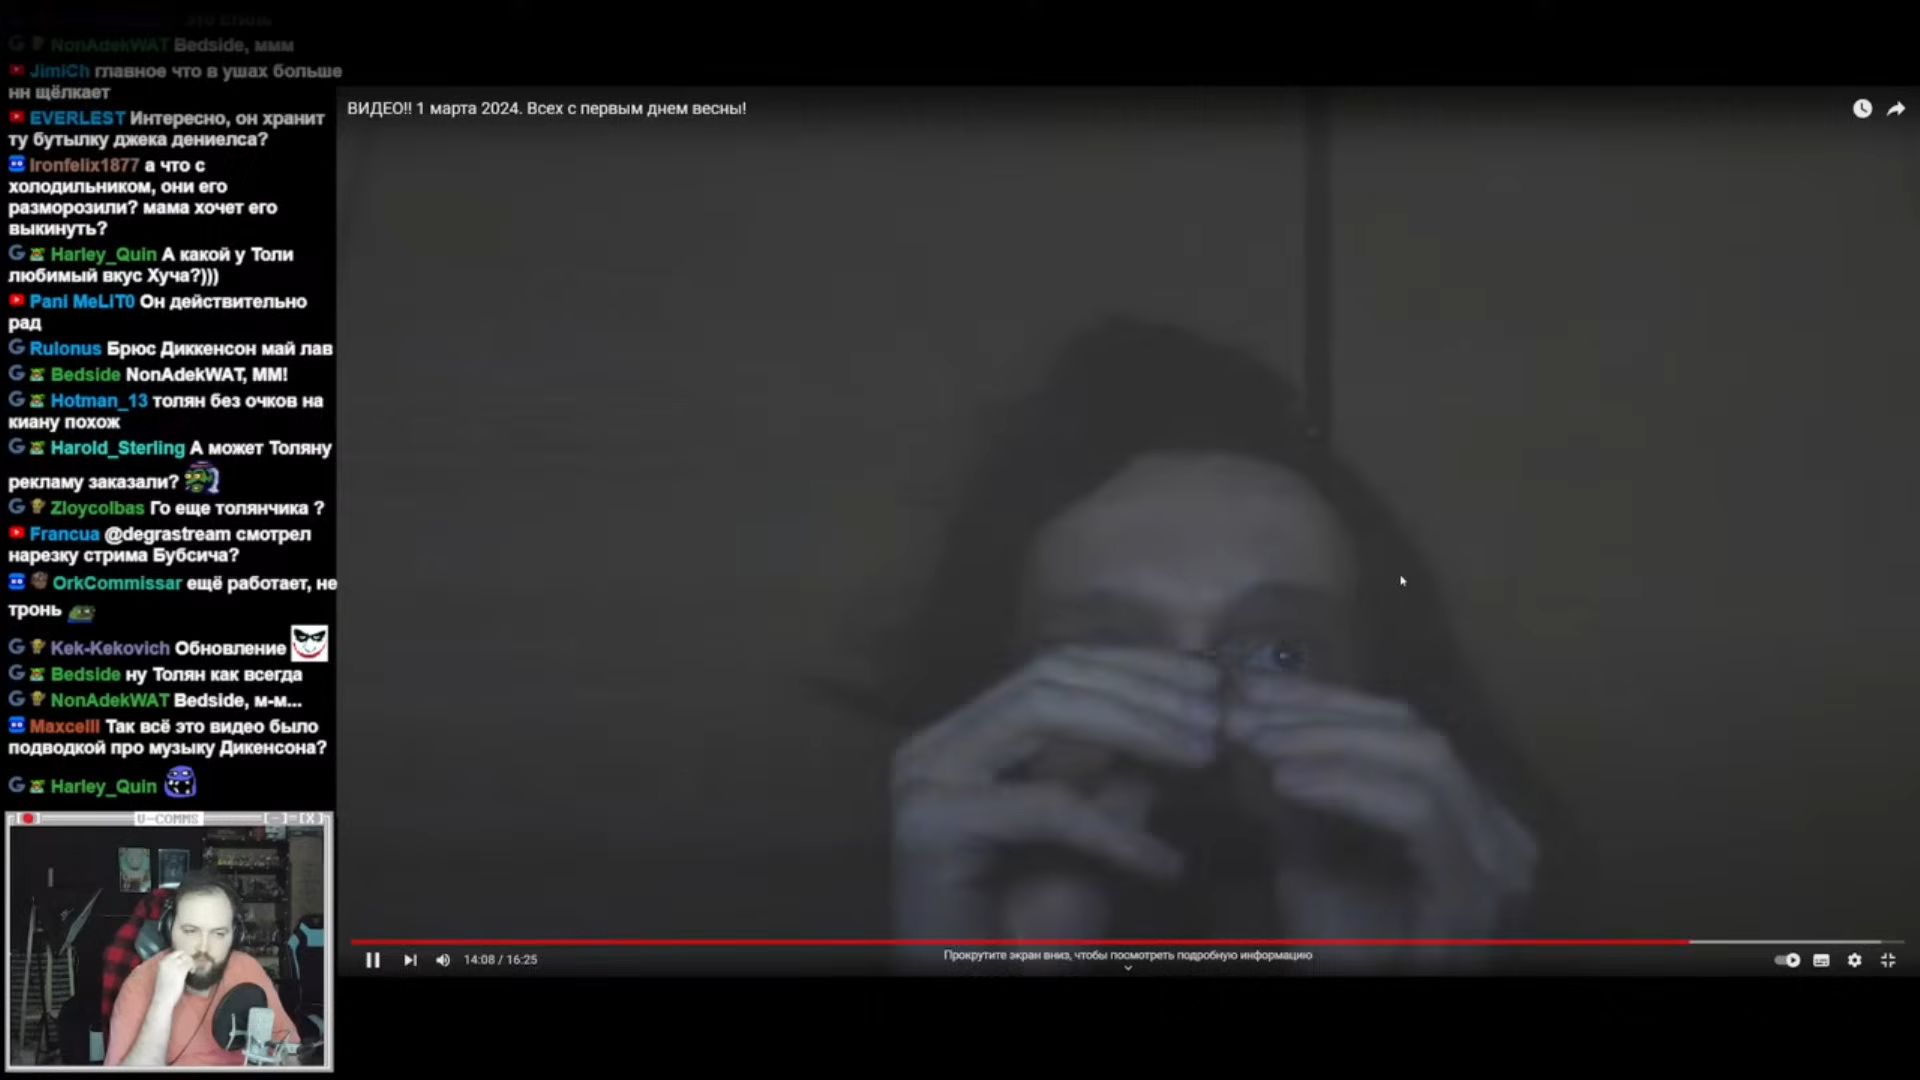 NonAdekWAT Bedside, ммм
JimiCh главное что в ушах больше
нн щёлкает
EVERLEST Интересно, он хранит
ту бутылку джека дениелса?
Ironfelix1877 а что с
холодильником, они его
разморозили? мама хочет его
выкинуть?
Harley_Quin А какой у Толи
любимый вкус Хуча?)))
Pani MeLiT0 Он действительно
рад
Rulonus Брюс Диккенсон май лав
Bedside NonAdekWAT, ММ!
Hotman_13 толян без очков на
киану похож
Harold_Sterling А может Толяну
рекламу заказали?
Zloycolbas Го еще толянчика ?
Francua @degrastream смотрел
нарезку стрима Бубсича?
OrkCommissar ещё работает, не
тронь
Kek-Kekovich Обновление
Bedside ну Толян как всегда
NonAdekWAT Bedside, м-м...
Maxcelll Так всё это видео было
подводкой про музыку Дикенсона?
Harley_Quin
U-COMMS [-]=[X]
ВИДЕО!! 1 марта 2024. Всех с первым днем весны!
14:08 / 16:25
Прокрутите экран вниз, чтобы посмотреть подробную информацию